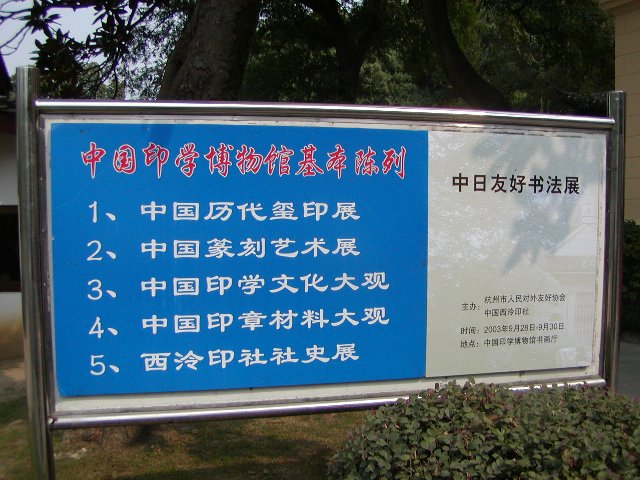 中国印学博物馆基本陈列
1、中国历代玺印展
2、中国篆刻艺术展
3、中国印学文化大观
4、中国印章材料大观
5、西泠印社社史展
中日友好书法展
主办：杭州市人民对外友好协会
中国西泠印社
时间：2003年9月28日-9月30日
地点：中国印学博物馆书画厅